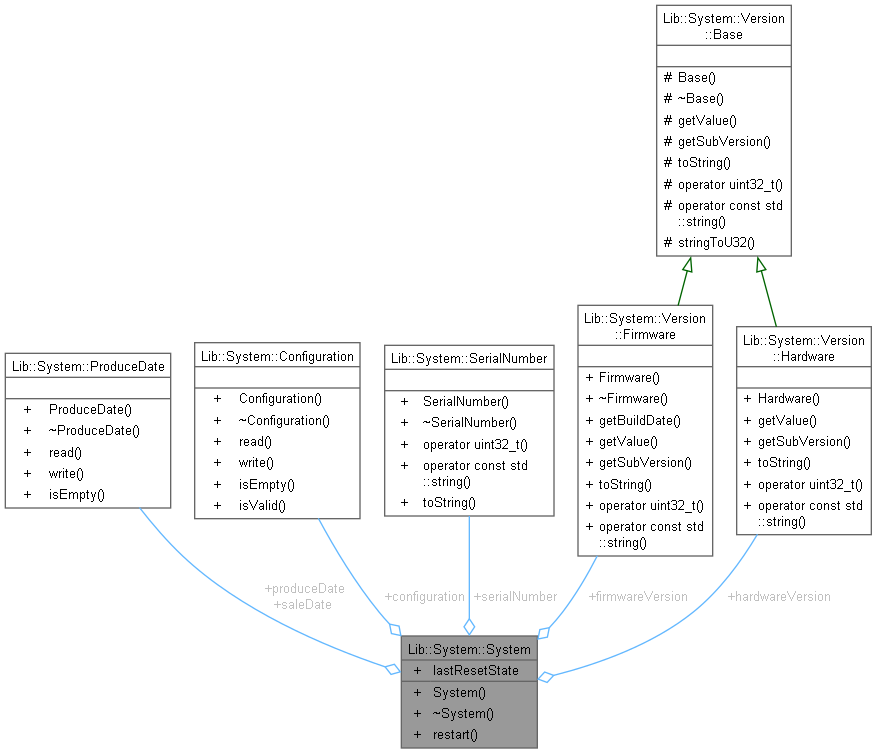 Lib::System::Version
::Base
# Base()
# ~Base()
# getValue()
# getSubVersion()
# toString()
# operator uint32_t()
# operator const std
::string()
# stringToU32()
Lib::System::ProduceDate
+ ProduceDate()
+ ~ProduceDate()
+ read()
+ write()
+ isEmpty()
Lib::System::Configuration
+ Configuration()
+ ~Configuration()
+ read()
+ write()
+ isEmpty()
+ isValid()
Lib::System::SerialNumber
+ SerialNumber()
+ ~SerialNumber()
+ operator uint32_t()
+ operator const std
::string()
+ toString()
Lib::System::Version
::Firmware
+ Firmware()
+ ~Firmware()
+ getBuildDate()
+ getValue()
+ getSubVersion()
+ toString()
+ operator uint32_t()
+ operator const std
::string()
Lib::System::Version
::Hardware
+ Hardware()
+ getValue()
+ getSubVersion()
+ toString()
+ operator uint32_t()
+ operator const std
::string()
+produceDate
+saleDate
+configuration
+serialNumber
+firmwareVersion
+hardwareVersion
Lib::System::System
+ lastResetState
+ System()
+ ~System()
+ restart()